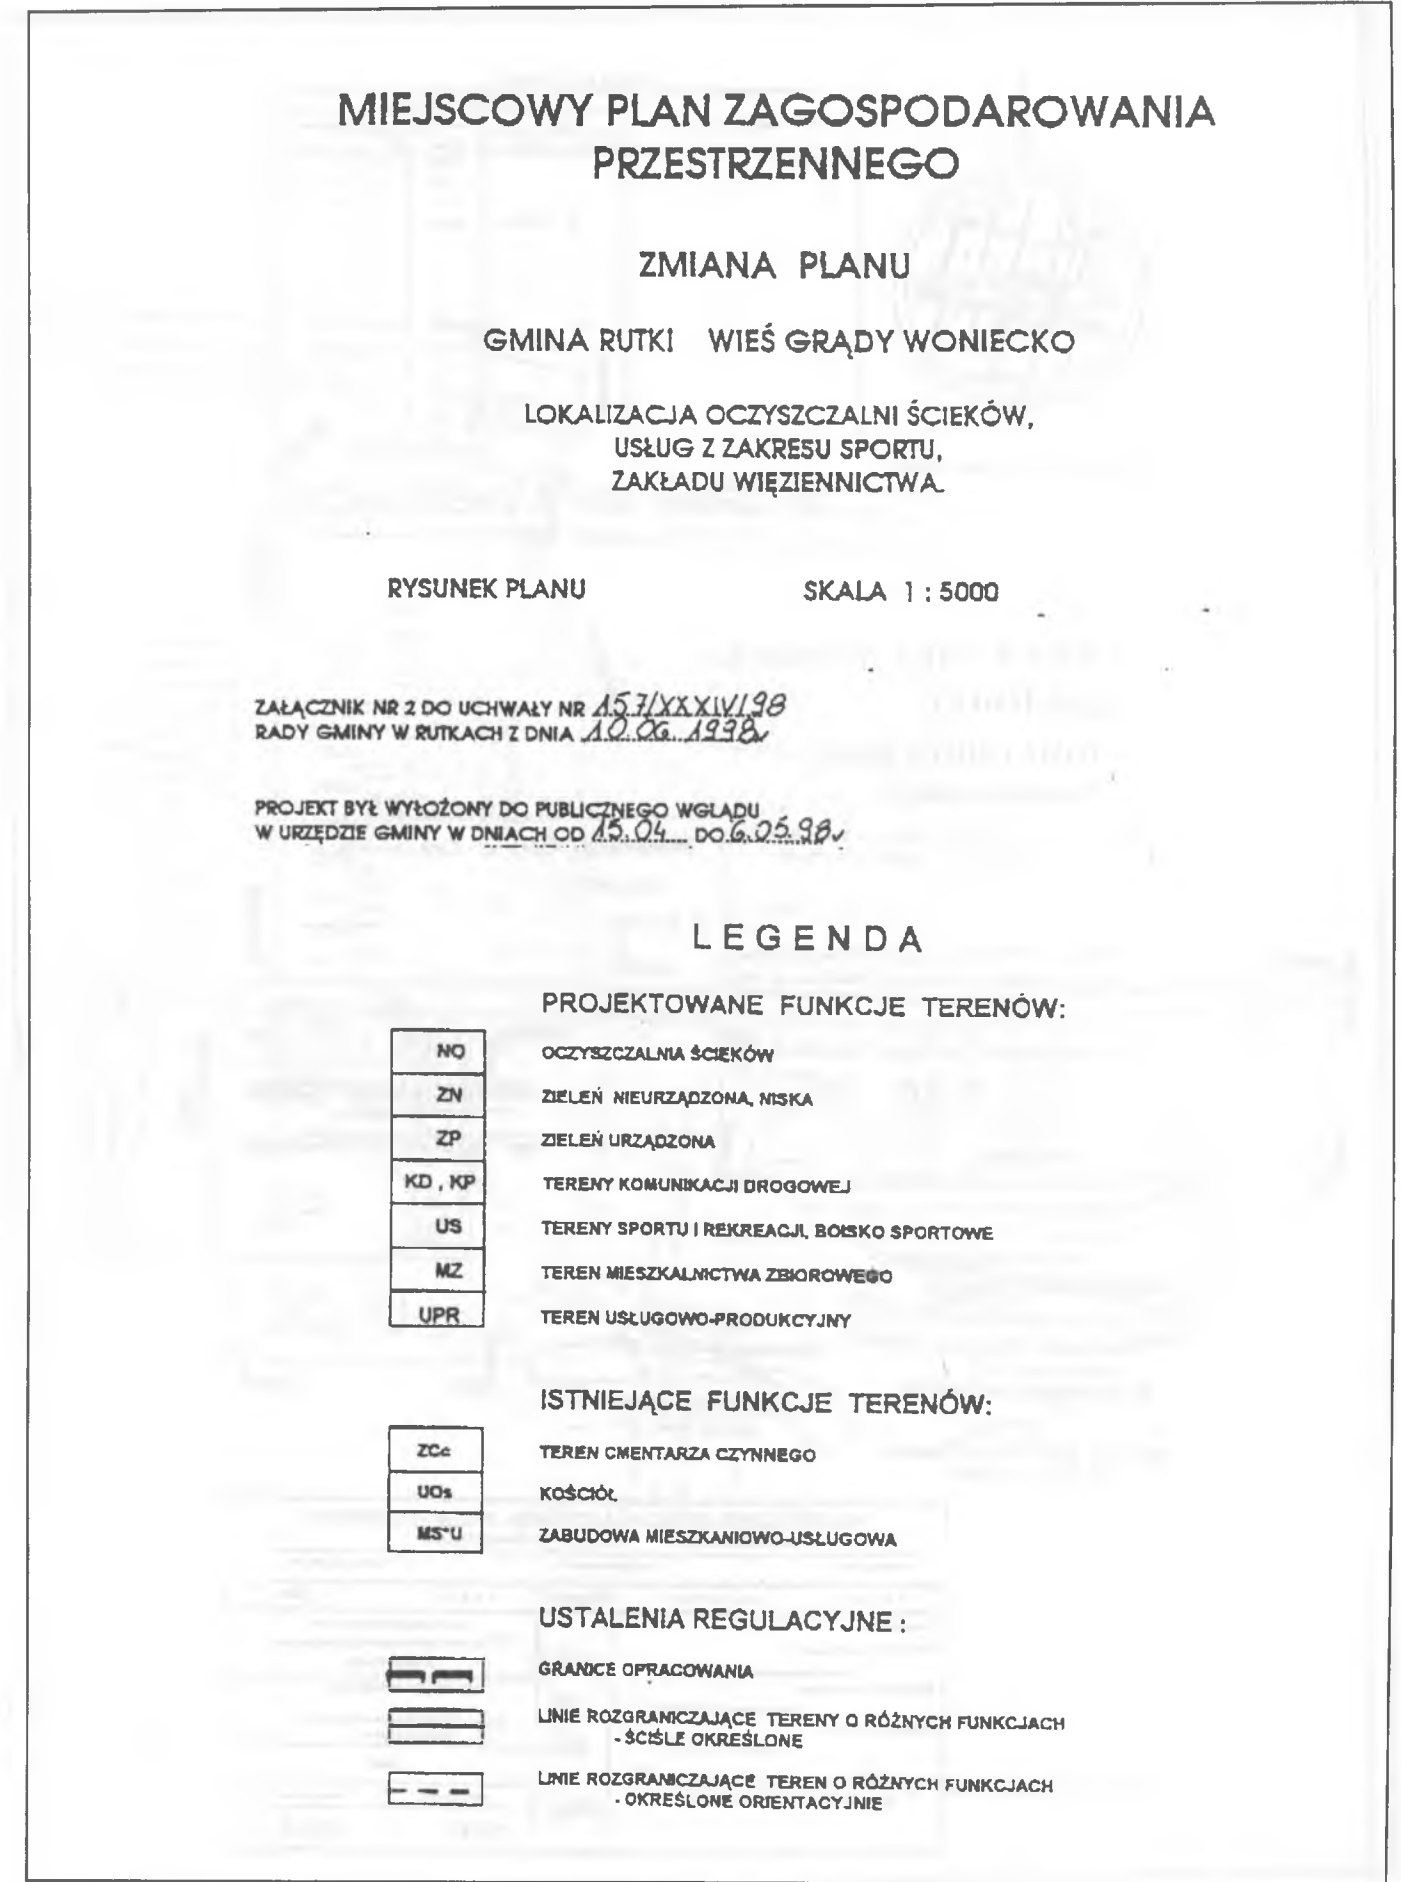 MIEJSCOWY PLAN ZAGOSPODAROWANIA
PRZESTRZENNEGO
ZMIANA PLANU
GMINA RUTKI WIEŚ GRĄDY WONIECKO
LOKALIZACJA OCZYSZCZALNI ŚCIEKÓW,
USŁUG Z ZAKRESU SPORTU,
ZAKŁADU WIĘZIENNICTWA.
RYSUNEK PLANU SKALA 1 : 5000
ZAŁĄCZNIK NR 2 DO UCHWAŁY NR 157/XXXIV/98
RADY GMINY W RUTKACH Z DNIA 10.06.1998r
PROJEKT BYŁ WYŁOŻONY DO PUBLICZNEGO WGLĄDU
W URZĘDZIE GMINY W DNIACH OD 15.04 DO 6.05.98r
LEGENDA
PROJEKTOWANE FUNKCJE TERENÓW:
NO OCZYSZCZALNIA ŚCIEKÓW
ZN ZIELEŃ NIEURZĄDZONA, NISKA
ZP ZIELEŃ URZĄDZONA
KD , KP TERENY KOMUNIKACJI DROGOWEJ
US TERENY SPORTU I REKREACJI, BOISKO SPORTOWE
MZ TEREN MIESZKALNICTWA ZBIOROWEGO
UPR TEREN USŁUGOWO-PRODUKCYJNY
ISTNIEJĄCE FUNKCJE TERENÓW:
ZCc TEREN CMENTARZA CZYNNEGO
UOs KOŚCIÓŁ
MS*U ZABUDOWA MIESZKANIOWO-USŁUGOWA
USTALENIA REGULACYJNE :
GRANICE OPRACOWANIA
LINIE ROZGRANICZAJĄCE TERENY O RÓŻNYCH FUNKCJACH
- ŚCIŚLE OKREŚLONE
LINIE ROZGRANICZAJĄCE TEREN O RÓŻNYCH FUNKCJACH
- OKREŚLONE ORIENTACYJNIE